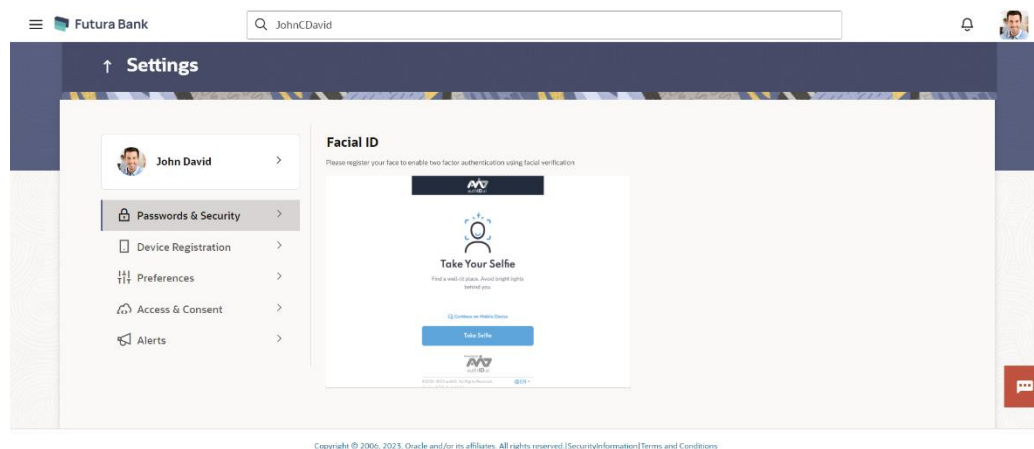 Futura Bank
JohnCDavid
↑ Settings
John David
Passwords & Security
Device Registration
Preferences
Access & Consent
Alerts
Facial ID
Please register your face to enable two factor authentication using facial verification
Take Your Selfie
Find a well-lit place. Avoid bright lights
behind you.
Continue on Mobile Device
Take Selfie
EN
Copyright © 2006, 2023, Oracle and/or its affiliates. All rights reserved.|SecurityInformation|Terms and Conditions